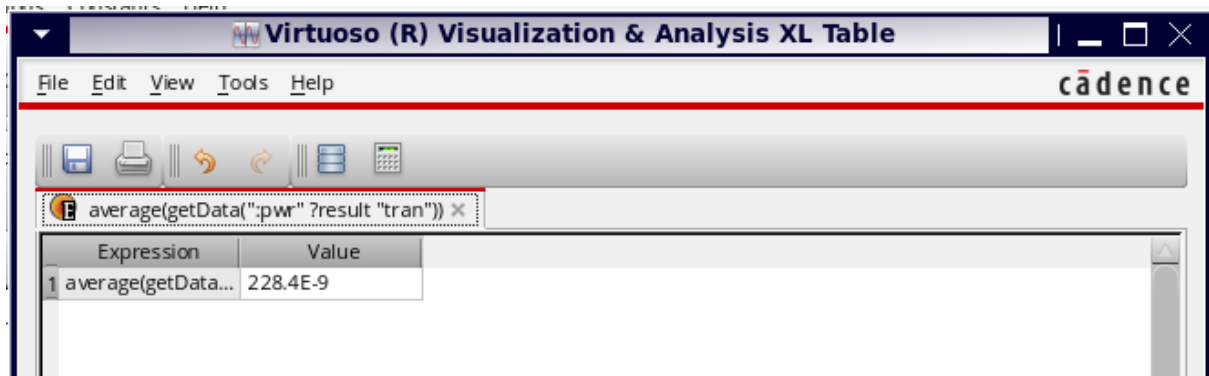 Virtuoso (R) Visualization & Analysis XL Table
File Edit View Tools Help
cādence
average(getData(":pwr" ?result "tran"))
Expression Value
1 average(getData... 228.4E-9